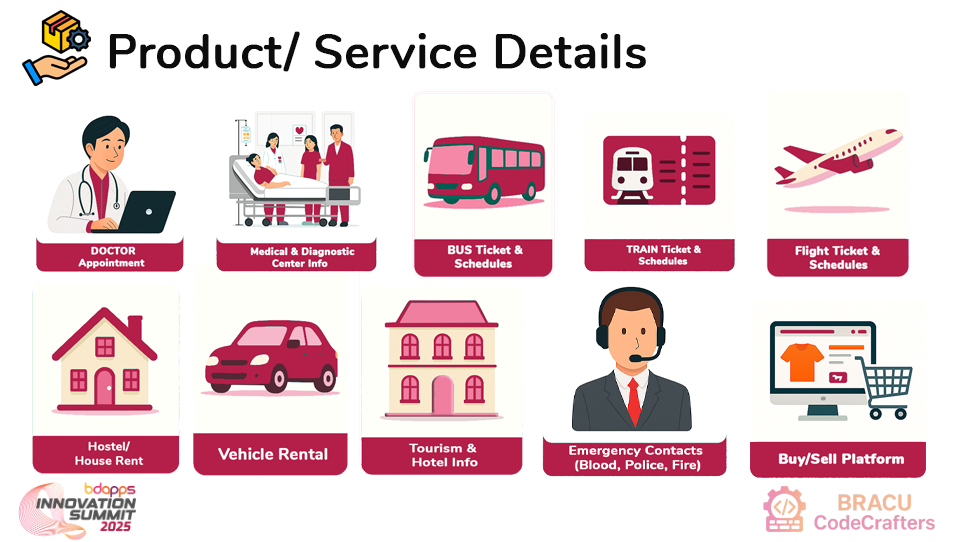 Product/ Service Details
DOCTOR
Appointment
Medical & Diagnostic
Center Info
BUS Ticket &
Schedules
TRAIN Ticket &
Schedules
Flight Ticket &
Schedules
Hostel/
House Rent
Vehicle Rental
Tourism &
Hotel Info
Emergency Contacts
(Blood, Police, Fire)
Buy/Sell Platform
bdapps
INNOVATION
SUMMIT
2025
BRACU
CodeCrafters